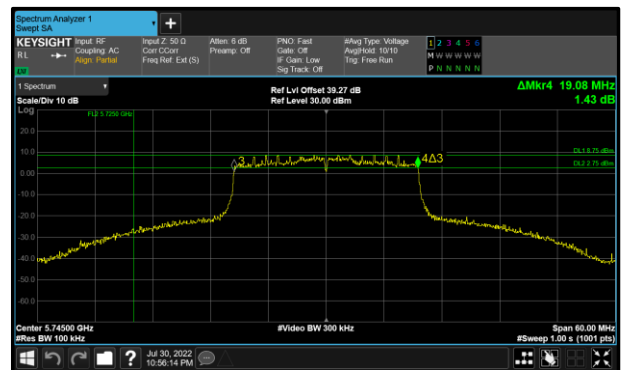 Spectrum Analyzer 1
Swept SA
+
KEYSIGHT Input: RF Input Z: 50 Ω Atten: 6 dB PNO: Fast #Avg Type: Voltage 1 2 3 4 5 6
RL Coupling: AC Corr CCorr Preamp: Off Gate: Off Avg|Hold: 10/10 M W W W W W
Align: Partial Freq Ref: Ext (S) IF Gain: Low Trig: Free Run
Sig Track: Off P N N N N N
LXI
1 Spectrum Ref Lvl Offset 39.27 dB ΔMkr4 19.08 MHz
Scale/Div 10 dB Ref Level 30.00 dBm 1.43 dB
Log FL2 5.7250 GHz
20.0
10.0
3 4Δ3 DL1 8.75 dBm
0.00 DL2 2.75 dBm
-10.0
-20.0
-30.0
-40.0
-50.0
-60.0
Center 5.74500 GHz #Video BW 300 kHz Span 60.00 MHz
#Res BW 100 kHz #Sweep 1.00 s (1001 pts)
? Jul 30, 2022
10:56:14 PM